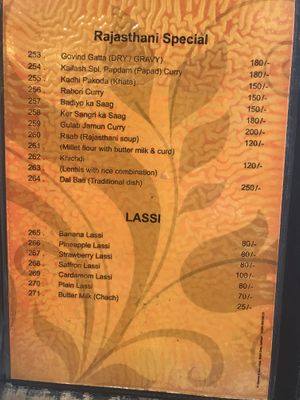 Rajasthani Special
253. Govind Gatta (DRY / GRAVY) 180/-
254. Kailash Spl. Papdam (Papad) Curry 180/-
255. Kadhi Pakoda (Khata) 150/-
256. Rabori Curry 150/-
257. Badiyo ka Saag 150/-
258. Ker Sangri ka Saag 180/-
259. Gulab Jamun Curry 200/-
260. Raab (Rajasthani soup) 120/-
261. (Millet flour with butter milk & curd)
262. Khichdi
263. (Lentils with rice combination) 120/-
264. Dal Bati (Traditional dish) 250/-
LASSI
265. Banana Lassi 80/-
266. Pineapple Lassi 80/-
267. Strawberry Lassi 80/-
268. Saffron Lassi 100/-
269. Cardamom Lassi 80/-
270. Plain Lassi 70/-
271. Butter Milk (Chach) 25/-